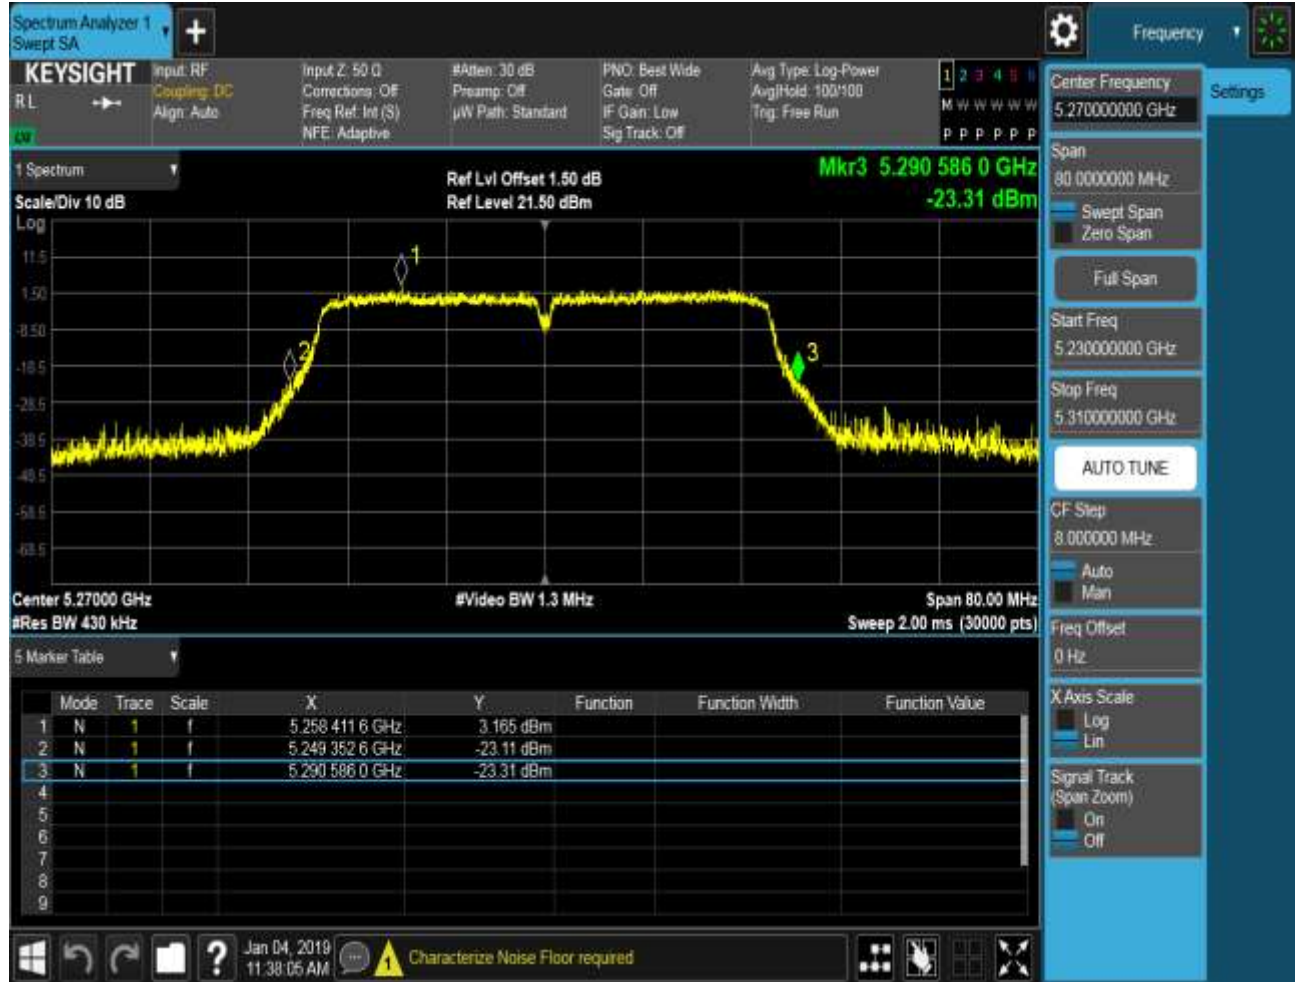 Spectrum Analyzer 1
Swept SA
Frequency
KEYSIGHT
RL
Input: RF
Coupling: DC
Align: Auto
Input Z: 50 Ω
Corrections: Off
Freq Ref: Int (S)
NFE: Adaptive
#Atten: 30 dB
Preamp: Off
µW Path: Standard
PNO: Best Wide
Gate: Off
IF Gain: Low
Sig Track: Off
Avg Type: Log-Power
Avg|Hold: 100/100
Trig: Free Run
1 2 3 4 5 6
M W W W W W
P P P P P P
1 Spectrum
Scale/Div 10 dB
Ref Lvl Offset 1.50 dB
Ref Level 21.50 dBm
Mkr3 5.290 586 0 GHz
-23.31 dBm
Log
11.5
1.50
-8.50
-18.5
-28.5
-38.5
-48.5
-58.5
-68.5
1
2
3
Center 5.27000 GHz
#Video BW 1.3 MHz
Span 80.00 MHz
#Res BW 430 kHz
Sweep 2.00 ms (30000 pts)
5 Marker Table
Mode Trace Scale X Y Function Function Width Function Value
1 N 1 f 5.258 411 6 GHz 3.165 dBm
2 N 1 f 5.249 352 6 GHz -23.11 dBm
3 N 1 f 5.290 586 0 GHz -23.31 dBm
4
5
6
7
8
9
Center Frequency
5.270000000 GHz
Settings
Span
80.0000000 MHz
Swept Span
Zero Span
Full Span
Start Freq
5.230000000 GHz
Stop Freq
5.310000000 GHz
AUTO TUNE
CF Step
8.000000 MHz
Auto
Man
Freq Offset
0 Hz
X Axis Scale
Log
Lin
Signal Track
(Span Zoom)
On
Off
?
Jan 04, 2019
11:38:05 AM
1
Characterize Noise Floor required